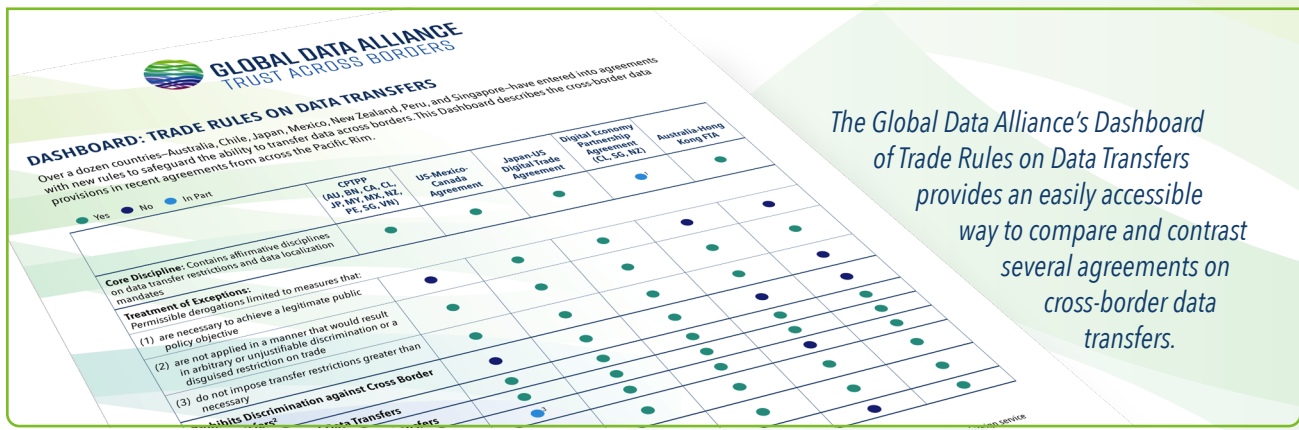 GLOBAL DATA ALLIANCE
TRUST ACROSS BORDERS
DASHBOARD: TRADE RULES ON DATA TRANSFERS
Over a dozen countries–Australia, Chile, Japan, Mexico, New Zealand, Peru, and Singapore–have entered into agreements
with new rules to safeguard the ability to transfer data across borders. This Dashboard describes the cross-border data
provisions in recent agreements from across the Pacific Rim.
Yes No In Part
CPTPP
(AU, BN, CA, CL,
JP, MY, MX, NZ,
PE, SG, VN)
US-Mexico-
Canada
Agreement
Japan-US
Digital Trade
Agreement
Digital Economy
Partnership
Agreement
(CL, SG, NZ)
Australia-Hong
Kong FTA
Core Discipline: Contains affirmative disciplines
on data transfer restrictions and data localization
mandates
1
Treatment of Exceptions:
Permissible derogations limited to measures that:
(1) are necessary to achieve a legitimate public
policy objective
(2) are not applied in a manner that would result
in arbitrary or unjustifiable discrimination or a
disguised restriction on trade
(3) do not impose transfer restrictions greater than
necessary
Prohibits Discrimination against Cross Border
Data Transfers
service
The Global Data Alliance's Dashboard
of Trade Rules on Data Transfers
provides an easily accessible
way to compare and contrast
several agreements on
cross-border data
transfers.